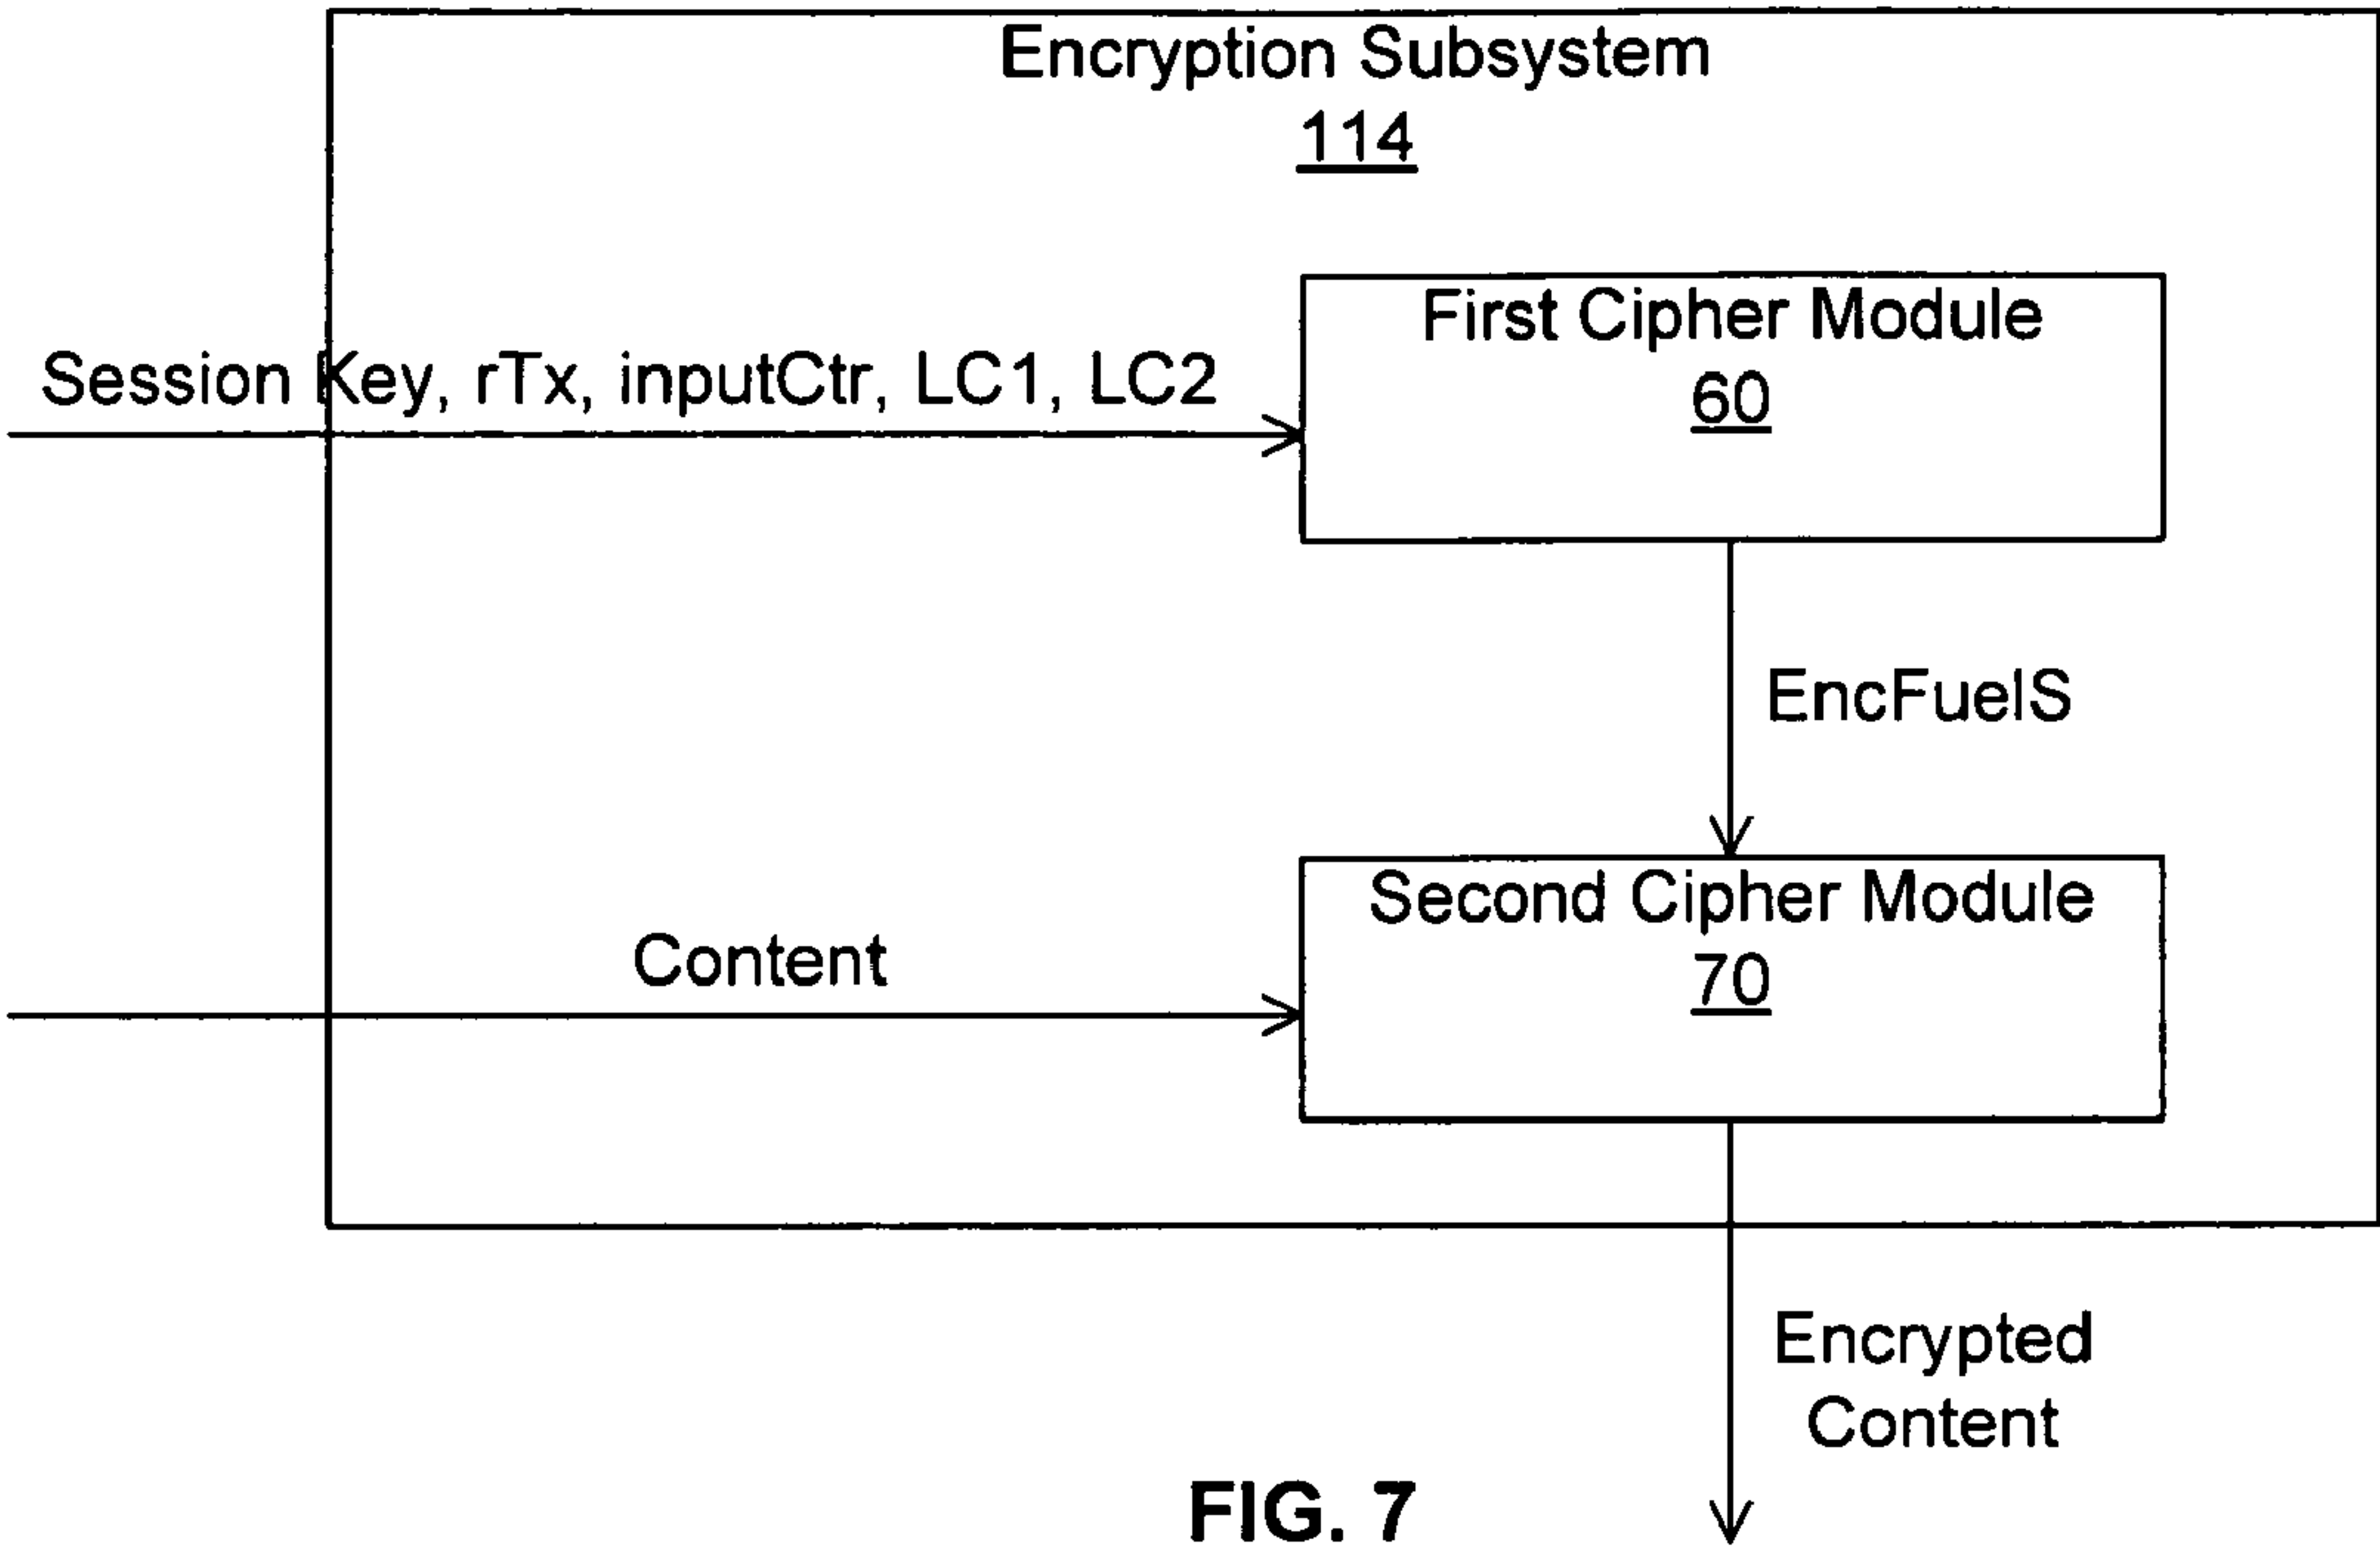 Encryption Subsystem
114
First Cipher Module
60
Session Key, rTx, inputCtr, LC1, LC2
EncFuelS
Second Cipher Module
70
Content
Encrypted
Content
FIG. 7